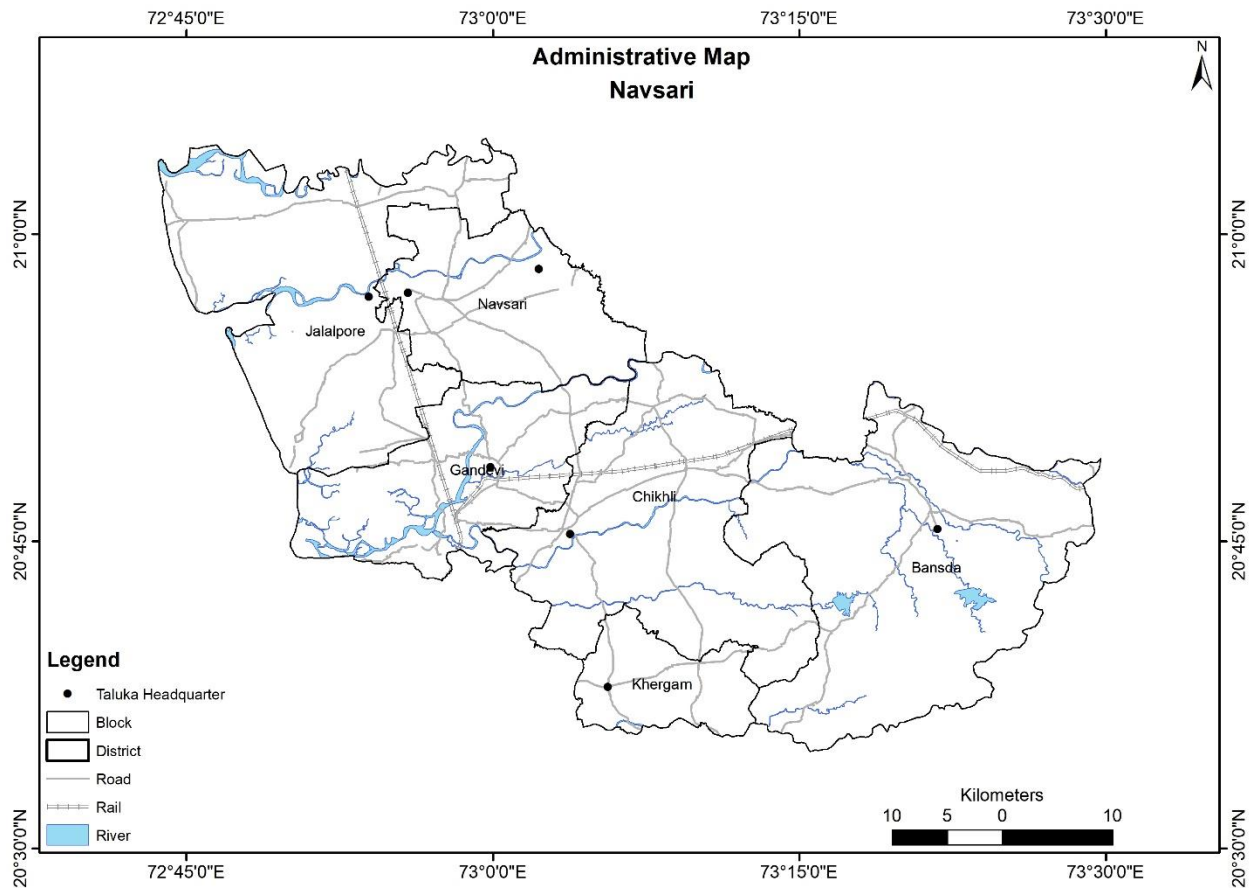 72°45'0"E 73°0'0"E 73°15'0"E 73°30'0"E
Administrative Map
Navsari
N
21°0'0"N
21°0'0"N
Navsari
Jalalpore
Gandevi
Chikhli
20°45'0"N
20°45'0"N
Bansda
Khergam
Legend
Taluka Headquarter
Block
District
Road
Rail
River
Kilometers
10 5 0 10
20°30'0"N
20°30'0"N
72°45'0"E 73°0'0"E 73°15'0"E 73°30'0"E